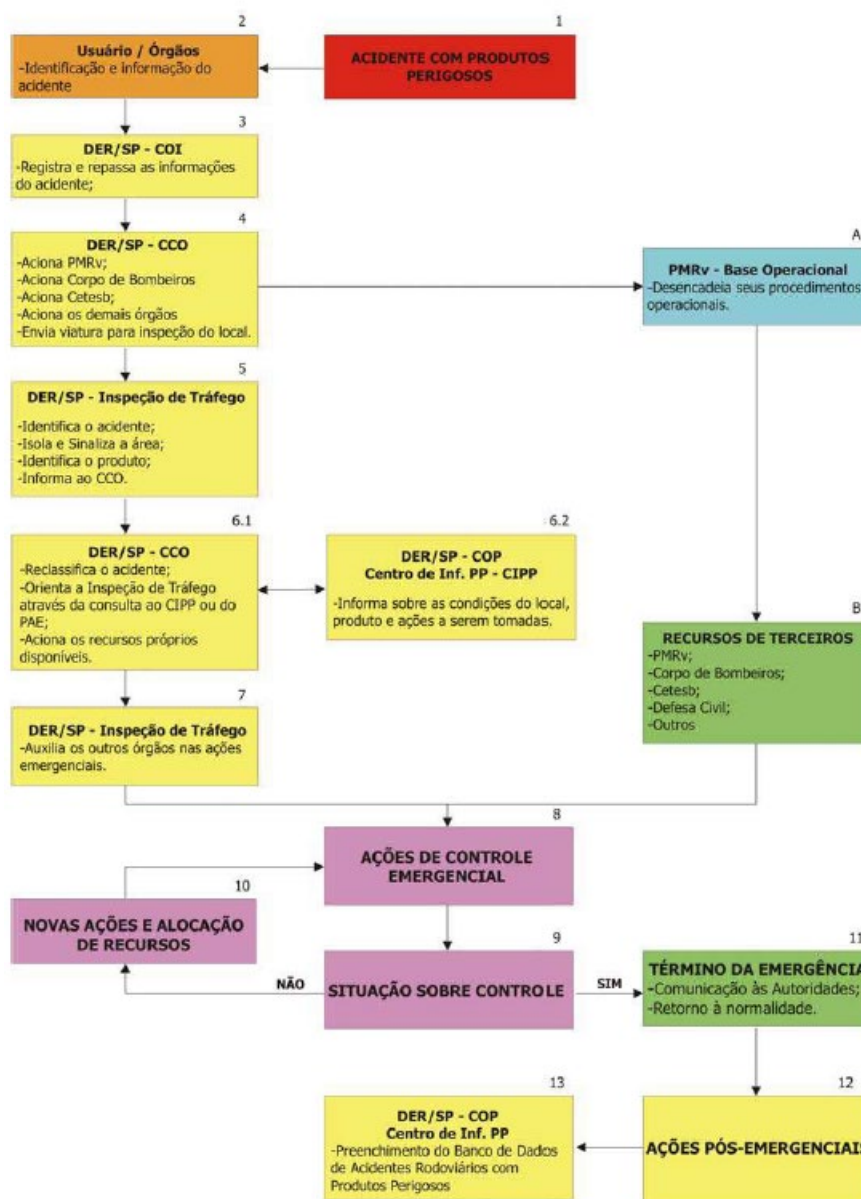 2
1
Usuário / Órgãos
-Identificação e informação do
acidente
ACIDENTE COM PRODUTOS
PERIGOSOS
3
DER/SP - COI
-Registra e repassa as informações
do acidente;
4
DER/SP - CCO
-Aciona PMRv;
-Aciona Corpo de Bombeiros
-Aciona Cetesb;
-Aciona os demais órgãos
-Envia viatura para inspeção do local.
A
PMRv - Base Operacional
-Desencadeia seus procedimentos
operacionais.
5
DER/SP - Inspeção de Tráfego
-Identifica o acidente;
-Isola e Sinaliza a área;
-Identifica o produto;
-Informa ao CCO.
6.1
DER/SP - CCO
-Reclassifica o acidente;
-Orienta a Inspeção de Tráfego
através da consulta ao CIPP ou do
PAE;
-Aciona os recursos próprios
disponíveis.
6.2
DER/SP - COP
Centro de Inf. PP - CIPP
-Informa sobre as condições do local,
produto e ações a serem tomadas.
B
RECURSOS DE TERCEIROS
-PMRv;
-Corpo de Bombeiros;
-Cetesb;
-Defesa Civil;
-Outros
7
DER/SP - Inspeção de Tráfego
-Auxilia os outros órgãos nas ações
emergenciais.
8
AÇÕES DE CONTROLE
EMERGENCIAL
10
NOVAS AÇÕES E ALOCAÇÃO
DE RECURSOS
9
NÃO
SITUAÇÃO SOBRE CONTROLE
SIM
11
TÉRMINO DA EMERGÊNCIA
-Comunicação às Autoridades;
-Retorno à normalidade.
13
DER/SP - COP
Centro de Inf. PP
-Preenchimento do Banco de Dados
de Acidentes Rodoviários com
Produtos Perigosos
12
AÇÕES PÓS-EMERGENCIAIS